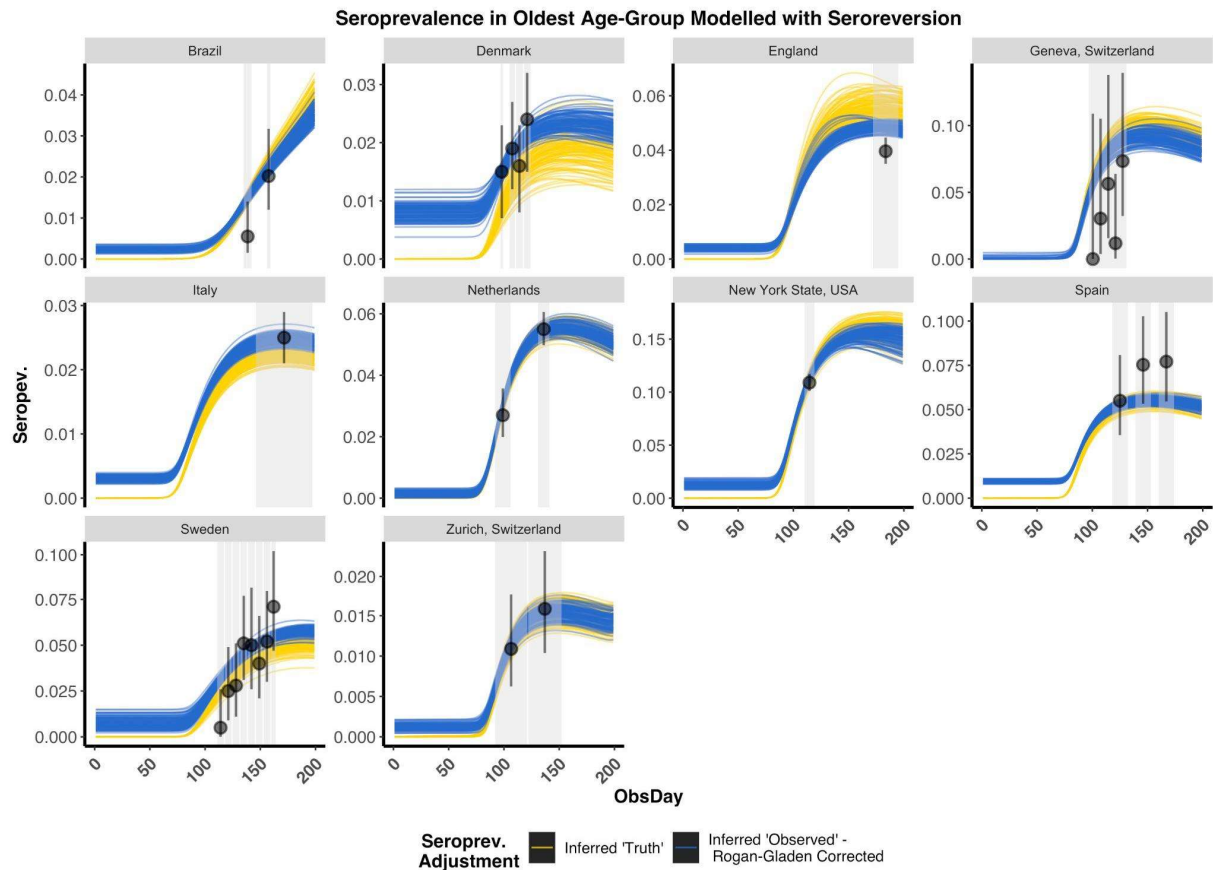 Seroprevalence in Oldest Age-Group Modelled with Seroreversion
Brazil
Denmark
England
Geneva, Switzerland
0.04
0.03
0.02
0.01
0.00
0.03
0.02
0.01
0.00
0.06
0.04
0.02
0.00
0.10
0.05
0.00
Italy
Netherlands
New York State, USA
Spain
0.03
0.02
0.01
0.00
0.06
0.04
0.02
0.00
0.15
0.10
0.05
0.00
0.100
0.075
0.050
0.025
0.000
0 50 100 150 200
0 50 100 150 200
Sweden
Zurich, Switzerland
0.100
0.075
0.050
0.025
0.000
0.020
0.015
0.010
0.005
0.000
0 50 100 150 200
0 50 100 150 200
Seroprev.
ObsDay
Seroprev.
Adjustment
Inferred 'Truth'
Inferred 'Observed' -
Rogan-Gladen Corrected